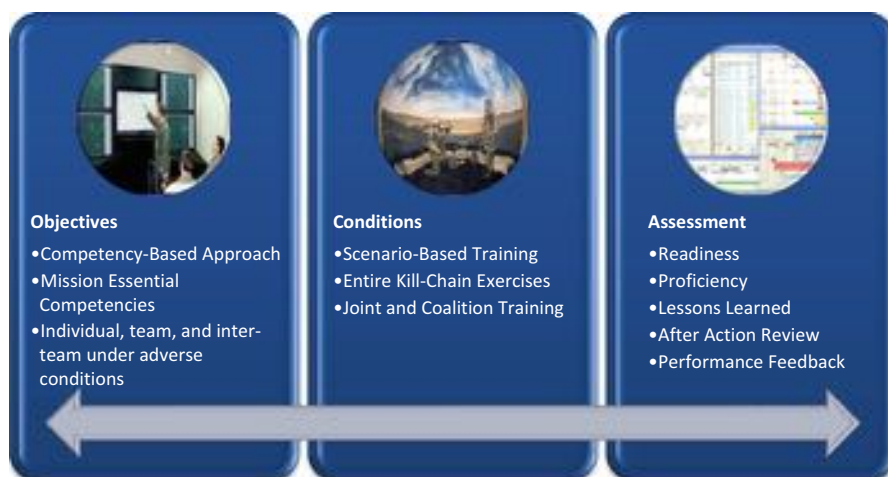 Objectives
•Competency-Based Approach
•Mission Essential
Competencies
•Individual, team, and inter-
team under adverse
conditions
Conditions
•Scenario-Based Training
•Entire Kill-Chain Exercises
•Joint and Coalition Training
Assessment
•Readiness
•Proficiency
•Lessons Learned
•After Action Review
•Performance Feedback